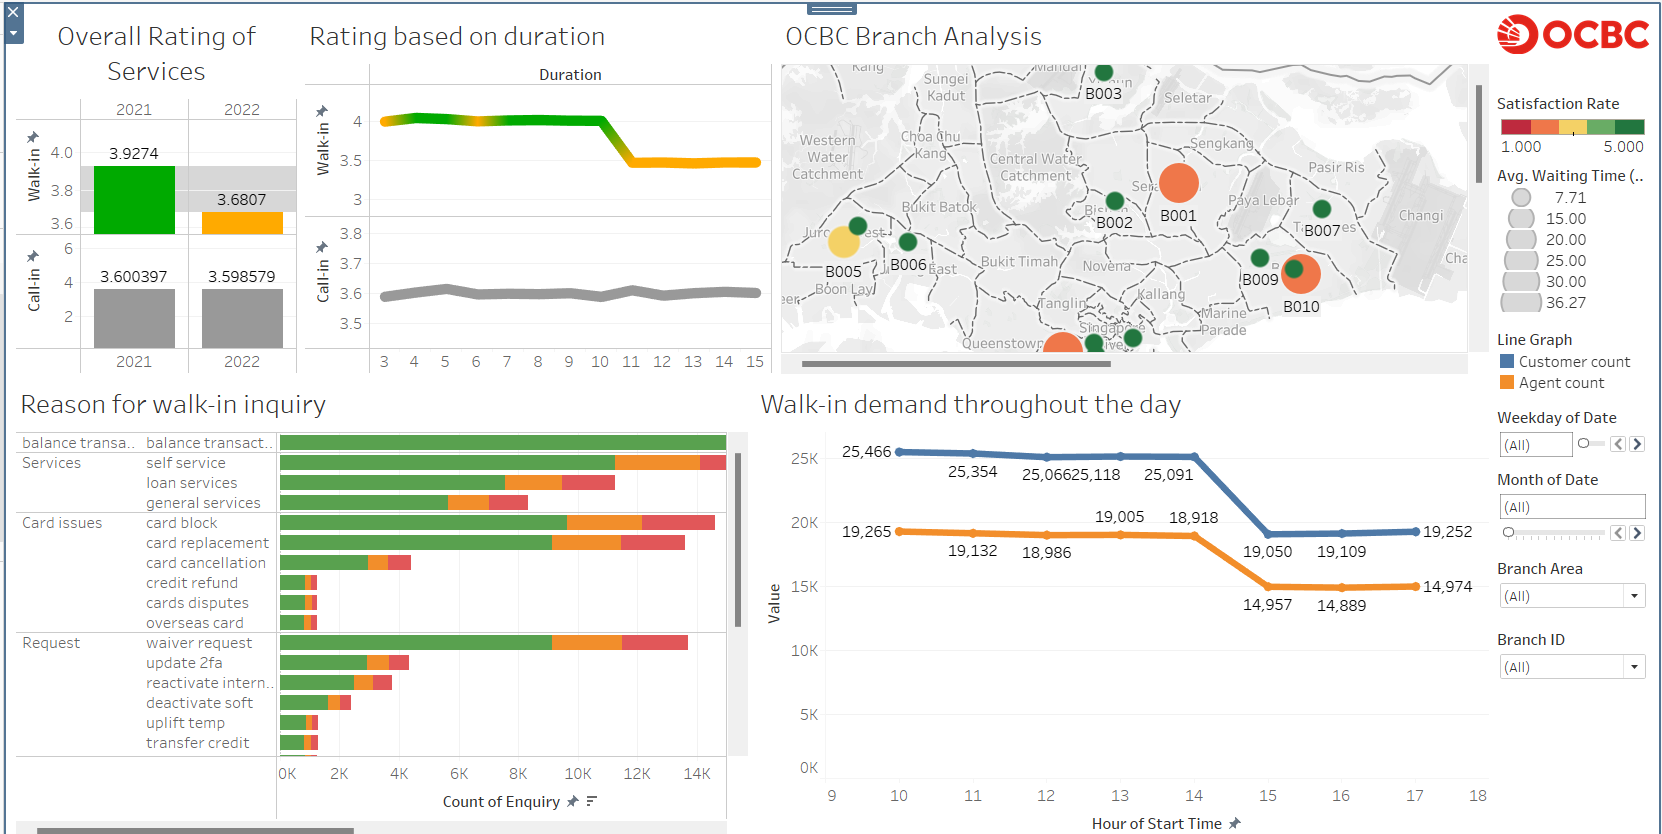 Overall Rating of
Services
2021
2022
Walk-in
4.0
3.8
3.6
3.9274
3.6807
Call-in
6
4
2
3.600397
3.598579
2021
2022
Rating based on duration
Duration
Walk-in
4
3.5
3
Call-in
3.8
3.7
3.6
3.5
3 4 5 6 7 8 9 10 11 12 13 14 15
OCBC Branch Analysis
Kang
Sungei
Kadut
B003
Seletar
Western
Water
Catchment
Choa Chu
Kang
Central Water
Catchment
Sengkang
Pasir Ris
Bukit Batok
B002
B001
Paya Lebar
B007
Changi
B005
B006
East
Boon Lay
Bukit Timah
Novena
B009
B010
Tanglin
Kallang
Marine
Parade
Queenstown
Singapore
OCBC
Satisfaction Rate
1.000
5.000
Avg. Waiting Time (..
7.71
15.00
20.00
25.00
30.00
36.27
Line Graph
Customer count
Agent count
Weekday of Date
(All)
Month of Date
(All)
Branch Area
(All)
Branch ID
(All)
Reason for walk-in inquiry
balance transa.. balance transact..
Services self service
loan services
general services
Card issues card block
card replacement
card cancellation
credit refund
cards disputes
overseas card
Request waiver request
update 2fa
reactivate intern..
deactivate soft
uplift temp
transfer credit
0K 2K 4K 6K 8K 10K 12K 14K
Count of Enquiry
Walk-in demand throughout the day
Value
25K
20K
15K
10K
5K
0K
25,466
25,354
25,066
25,118
25,091
19,050
19,109
19,252
19,265
19,132
18,986
19,005
18,918
14,957
14,889
14,974
9 10 11 12 13 14 15 16 17 18
Hour of Start Time